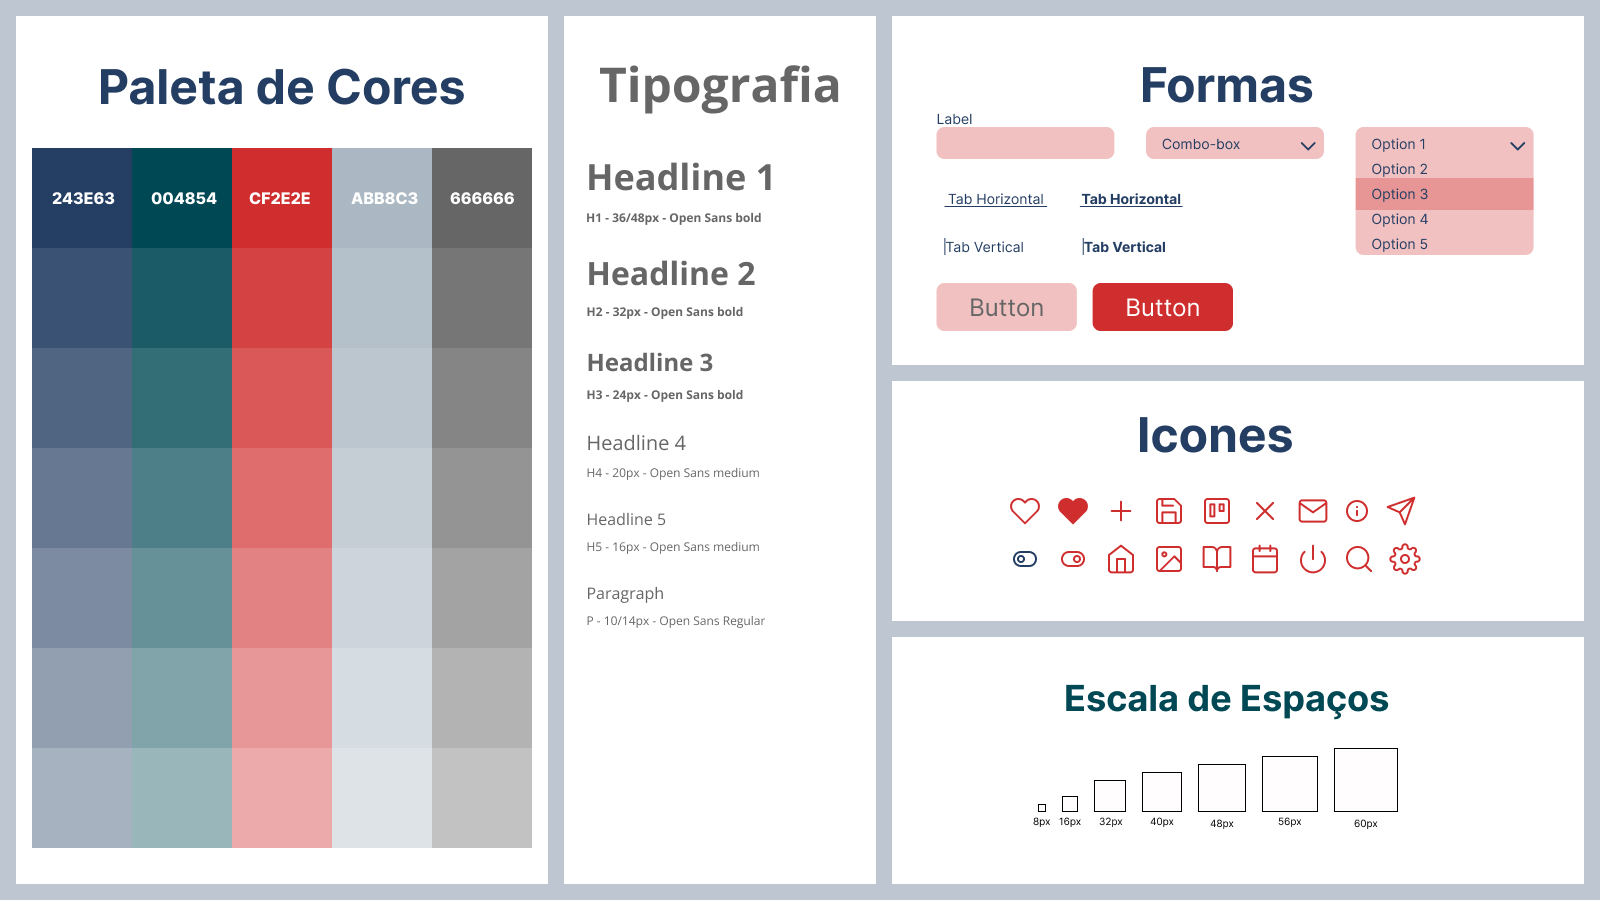 Paleta de Cores
243E63
004854
CF2E2E
ABB8C3
666666
Tipografia
Headline 1
H1 - 36/48px - Open Sans bold
Headline 2
H2 - 32px - Open Sans bold
Headline 3
H3 - 24px - Open Sans bold
Headline 4
H4 - 20px - Open Sans medium
Headline 5
H5 - 16px - Open Sans medium
Paragraph
P - 10/14px - Open Sans Regular
Formas
Label
Combo-box
Option 1
Option 2
Option 3
Option 4
Option 5
Tab Horizontal
Tab Horizontal
Tab Vertical
Tab Vertical
Button
Button
Icones
Escala de Espaços
8px
16px
32px
40px
48px
56px
60px